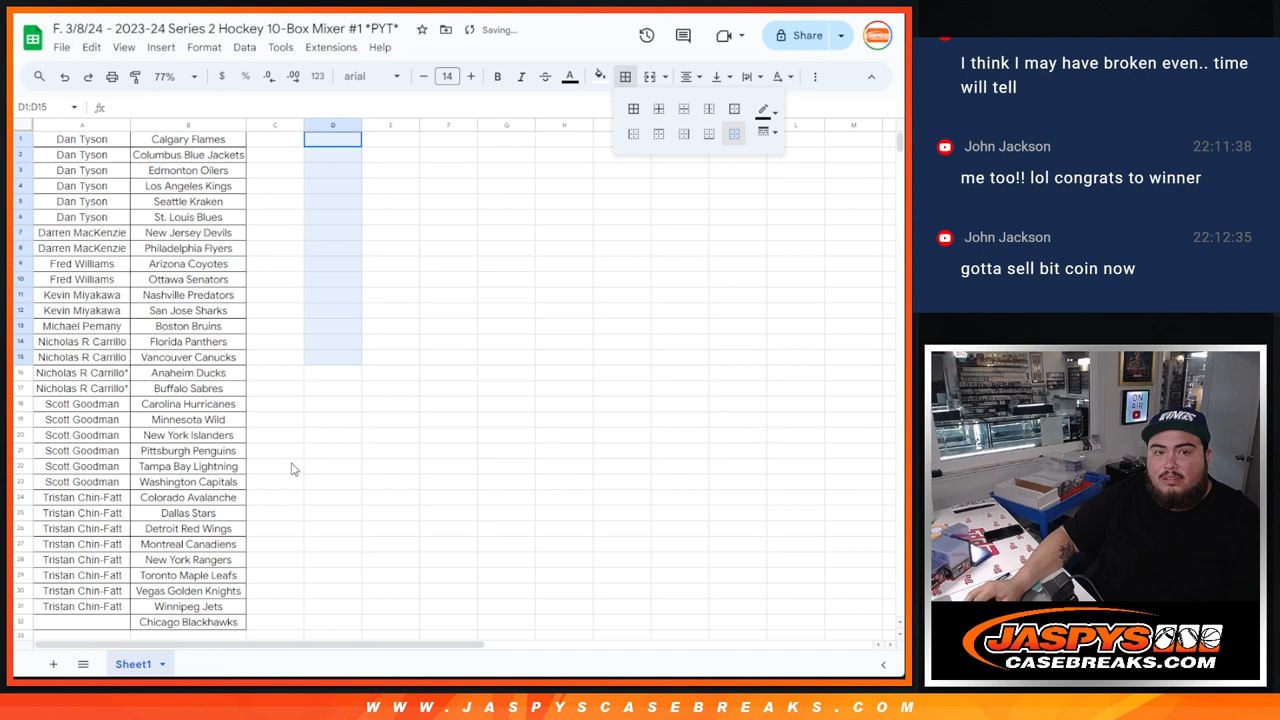 F. 3/8/24 - 2023-24 Series 2 Hockey 10-Box Mixer #1 *PYT*
Saving...
Share
File Edit View Insert Format Data Tools Extensions Help
77%
$ % .0 .00 123
arial
14
D1:D15
A B C D E F G H L M
1 Dan Tyson Calgary Flames
2 Dan Tyson Columbus Blue Jackets
3 Dan Tyson Edmonton Oilers
4 Dan Tyson Los Angeles Kings
5 Dan Tyson Seattle Kraken
6 Dan Tyson St. Louis Blues
7 Darren MacKenzie New Jersey Devils
8 Darren MacKenzie Philadelphia Flyers
9 Fred Williams Arizona Coyotes
10 Fred Williams Ottawa Senators
11 Kevin Miyakawa Nashville Predators
12 Kevin Miyakawa San Jose Sharks
13 Michael Pemany Boston Bruins
14 Nicholas R Carrillo Florida Panthers
15 Nicholas R Carrillo Vancouver Canucks
16 Nicholas R Carrillo* Anaheim Ducks
17 Nicholas R Carrillo* Buffalo Sabres
18 Scott Goodman Carolina Hurricanes
19 Scott Goodman Minnesota Wild
20 Scott Goodman New York Islanders
21 Scott Goodman Pittsburgh Penguins
22 Scott Goodman Tampa Bay Lightning
23 Scott Goodman Washington Capitals
24 Tristan Chin-Fatt Colorado Avalanche
25 Tristan Chin-Fatt Dallas Stars
26 Tristan Chin-Fatt Detroit Red Wings
27 Tristan Chin-Fatt Montreal Canadiens
28 Tristan Chin-Fatt New York Rangers
29 Tristan Chin-Fatt Toronto Maple Leafs
30 Tristan Chin-Fatt Vegas Golden Knights
31 Tristan Chin-Fatt Winnipeg Jets
32 Chicago Blackhawks
33
Sheet1
I think I may have broken even.. time
will tell
John Jackson 22:11:38
me too!! lol congrats to winner
John Jackson 22:12:35
gotta sell bit coin now
ON
AIR
KINGS
JASPYS
CASEBREAKS.COM
WWW.JASPYSCASEBREAKS.COM